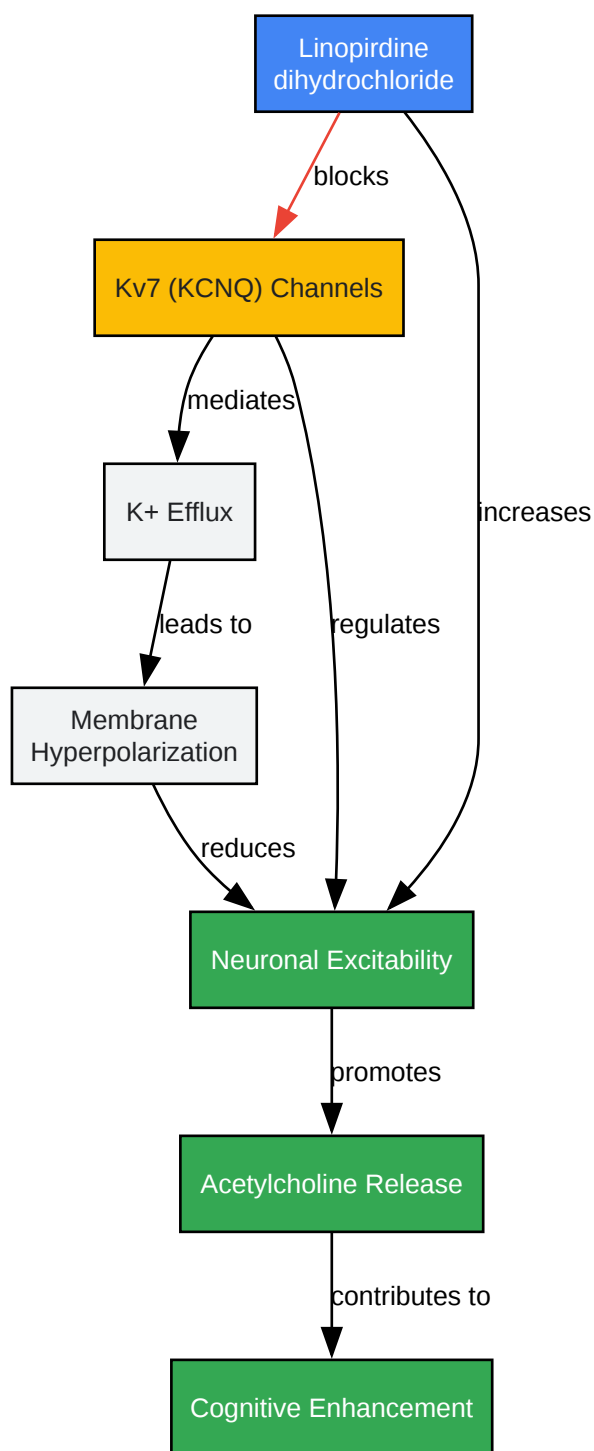 Linopirdine
dihydrochloride
blocks
Kv7 (KCNQ) Channels
mediates
K+ Efflux
increases
leads to
regulates
Membrane
Hyperpolarization
reduces
Neuronal Excitability
promotes
Acetylcholine Release
contributes to
Cognitive Enhancement